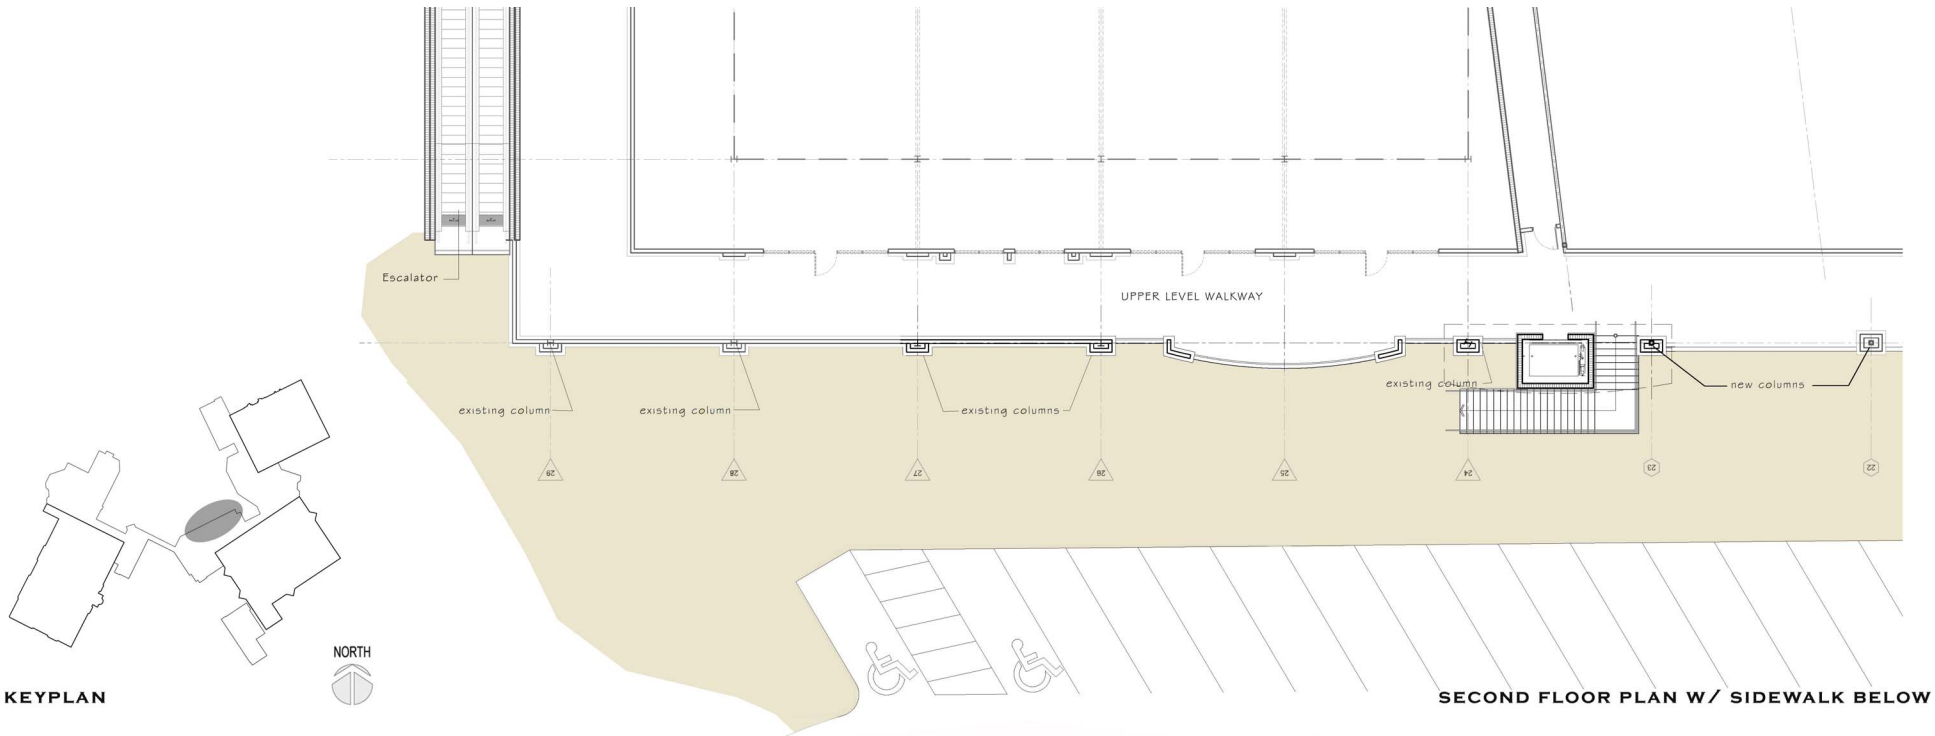 Escalator
UPPER LEVEL WALKWAY
existing column
existing column
existing columns
existing column
new columns
29
28
27
26
25
24
23
22
NORTH
KEYPLAN
SECOND FLOOR PLAN W/ SIDEWALK BELOW